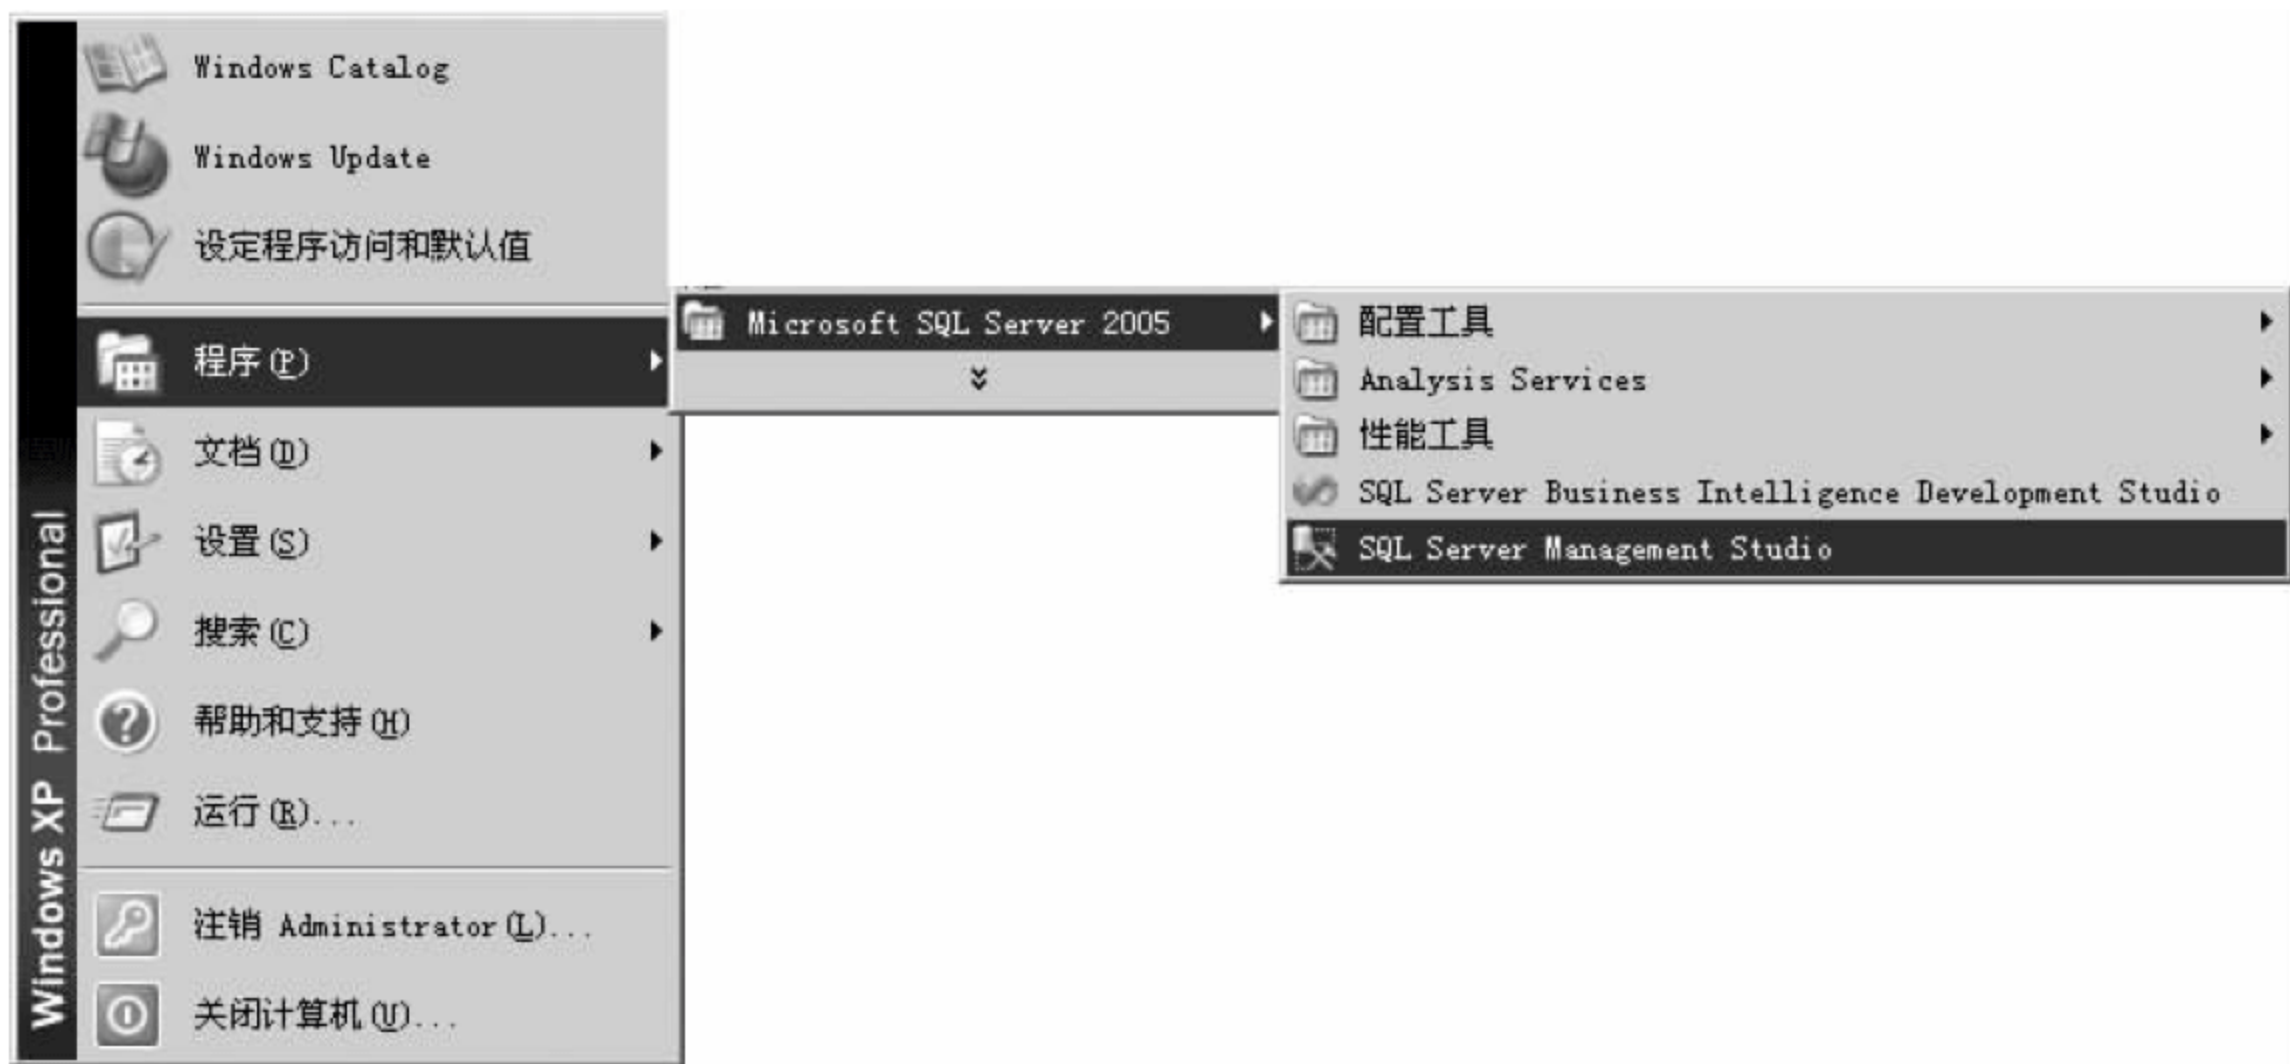 Windows Catalog
Windows Update
设定程序访问和默认值
程序(P)
文档(D)
设置(S)
搜索(C)
帮助和支持(H)
运行(R)...
注销 Administrator(L)...
关闭计算机(U)...
Windows XP Professional
Microsoft SQL Server 2005
配置工具
Analysis Services
性能工具
SQL Server Business Intelligence Development Studio
SQL Server Management Studio